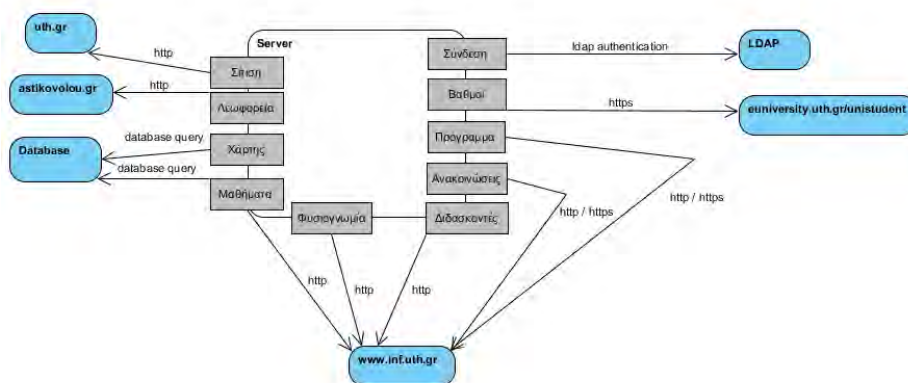 uth.gr
http
Server
Σίτιση
Σύνδεση
ldap authentication
LDAP
astikovolou.gr
http
Λεωφορεία
Βαθμοί
https
euniversity.uth.gr/unistudent
Database
database query
Χάρτης
Πρόγραμμα
database query
Μαθήματα
Ανακοινώσεις
http / https
http / https
Φυσιογνωμία
Διδασκοντές
http
http
http
www.inf.uth.gr